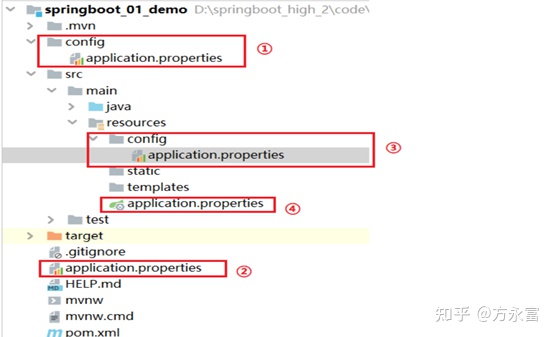 springboot_01_demo D:\springboot_high_2\code\
.mvn
config ①
application.properties
src
main
java
resources
config
application.properties ③
static
templates
application.properties ④
test
target
.gitignore
application.properties ②
HELP.md
mvnw
mvnw.cmd
pom.xml
知乎 @方永富